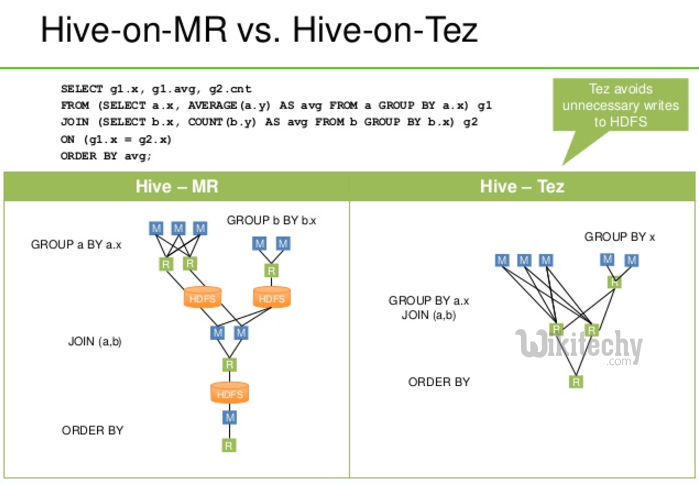 Hive-on-MR vs. Hive-on-Tez
SELECT g1.x, g1.avg, g2.cnt
FROM (SELECT a.x, AVERAGE(a.y) AS avg FROM a GROUP BY a.x) g1
JOIN (SELECT b.x, COUNT(b.y) AS avg FROM b GROUP BY b.x) g2
ON (g1.x = g2.x)
ORDER BY avg;
Tez avoids
unnecessary writes
to HDFS
Hive – MR
GROUP a BY a.x
GROUP b BY b.x
M M M
M M
R R
R
HDFS
HDFS
JOIN (a,b)
M M
R
HDFS
M
ORDER BY
R
Hive – Tez
GROUP BY x
M M M
M M
R
GROUP BY a.x
JOIN (a,b)
R R
ORDER BY
R
Wikitechy
.com